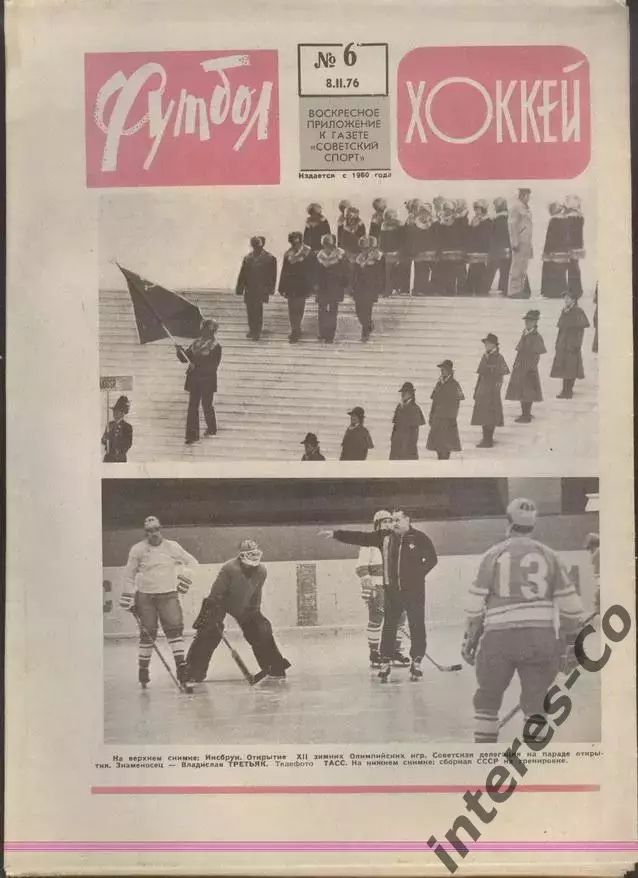 Футбол
№ 6
8.II.76
ВОСКРЕСНОЕ
ПРИЛОЖЕНИЕ
К ГАЗЕТЕ
«СОВЕТСКИЙ
СПОРТ»
Издается с 1960 года
ХОККЕЙ
13
На верхнем снимке: Инсбрук. Открытие XII зимних Олимпийских игр. Советская делегация на параде откры-
тия. Знаменосец — Владислав ТРЕТЬЯК. Телефото ТАСС. На нижнем снимке: сборная СССР на тренировке.
interes-Co